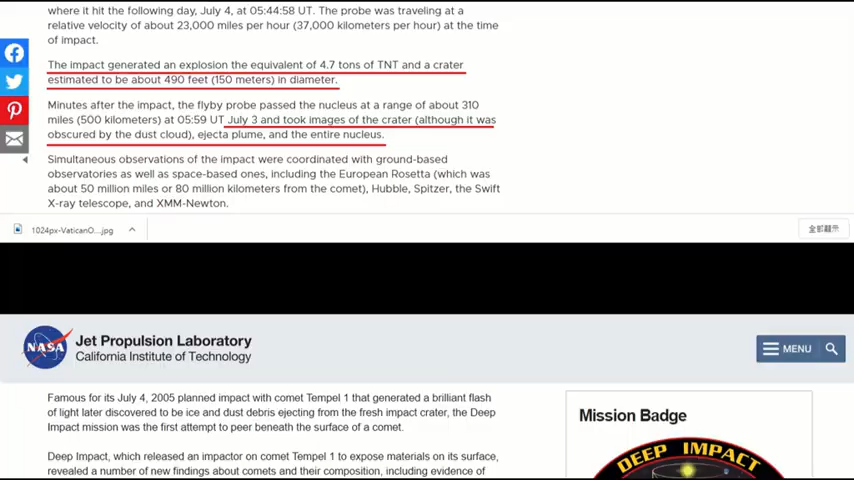 where it hit the following day, July 4, at 05:44:58 UT. The probe was traveling at a
relative velocity of about 23,000 miles per hour (37,000 kilometers per hour) at the time
of impact.
The impact generated an explosion the equivalent of 4.7 tons of TNT and a crater
estimated to be about 490 feet (150 meters) in diameter.
Minutes after the impact, the flyby probe passed the nucleus at a range of about 310
miles (500 kilometers) at 05:59 UT July 3 and took images of the crater (although it was
obscured by the dust cloud), ejecta plume, and the entire nucleus.
Simultaneous observations of the impact were coordinated with ground-based
observatories as well as space-based ones, including the European Rosetta (which was
about 50 million miles or 80 million kilometers from the comet), Hubble, Spitzer, the Swift
X-ray telescope, and XMM-Newton.
1024px-VaticanO....jpg
全部顯示
NASA
Jet Propulsion Laboratory
California Institute of Technology
MENU
Famous for its July 4, 2005 planned impact with comet Tempel 1 that generated a brilliant flash
of light later discovered to be ice and dust debris ejecting from the fresh impact crater, the Deep
Impact mission was the first attempt to peer beneath the surface of a comet.
Deep Impact, which released an impactor on comet Tempel 1 to expose materials on its surface,
revealed a number of new findings about comets and their composition, including evidence of
Mission Badge
DEEP IMPACT